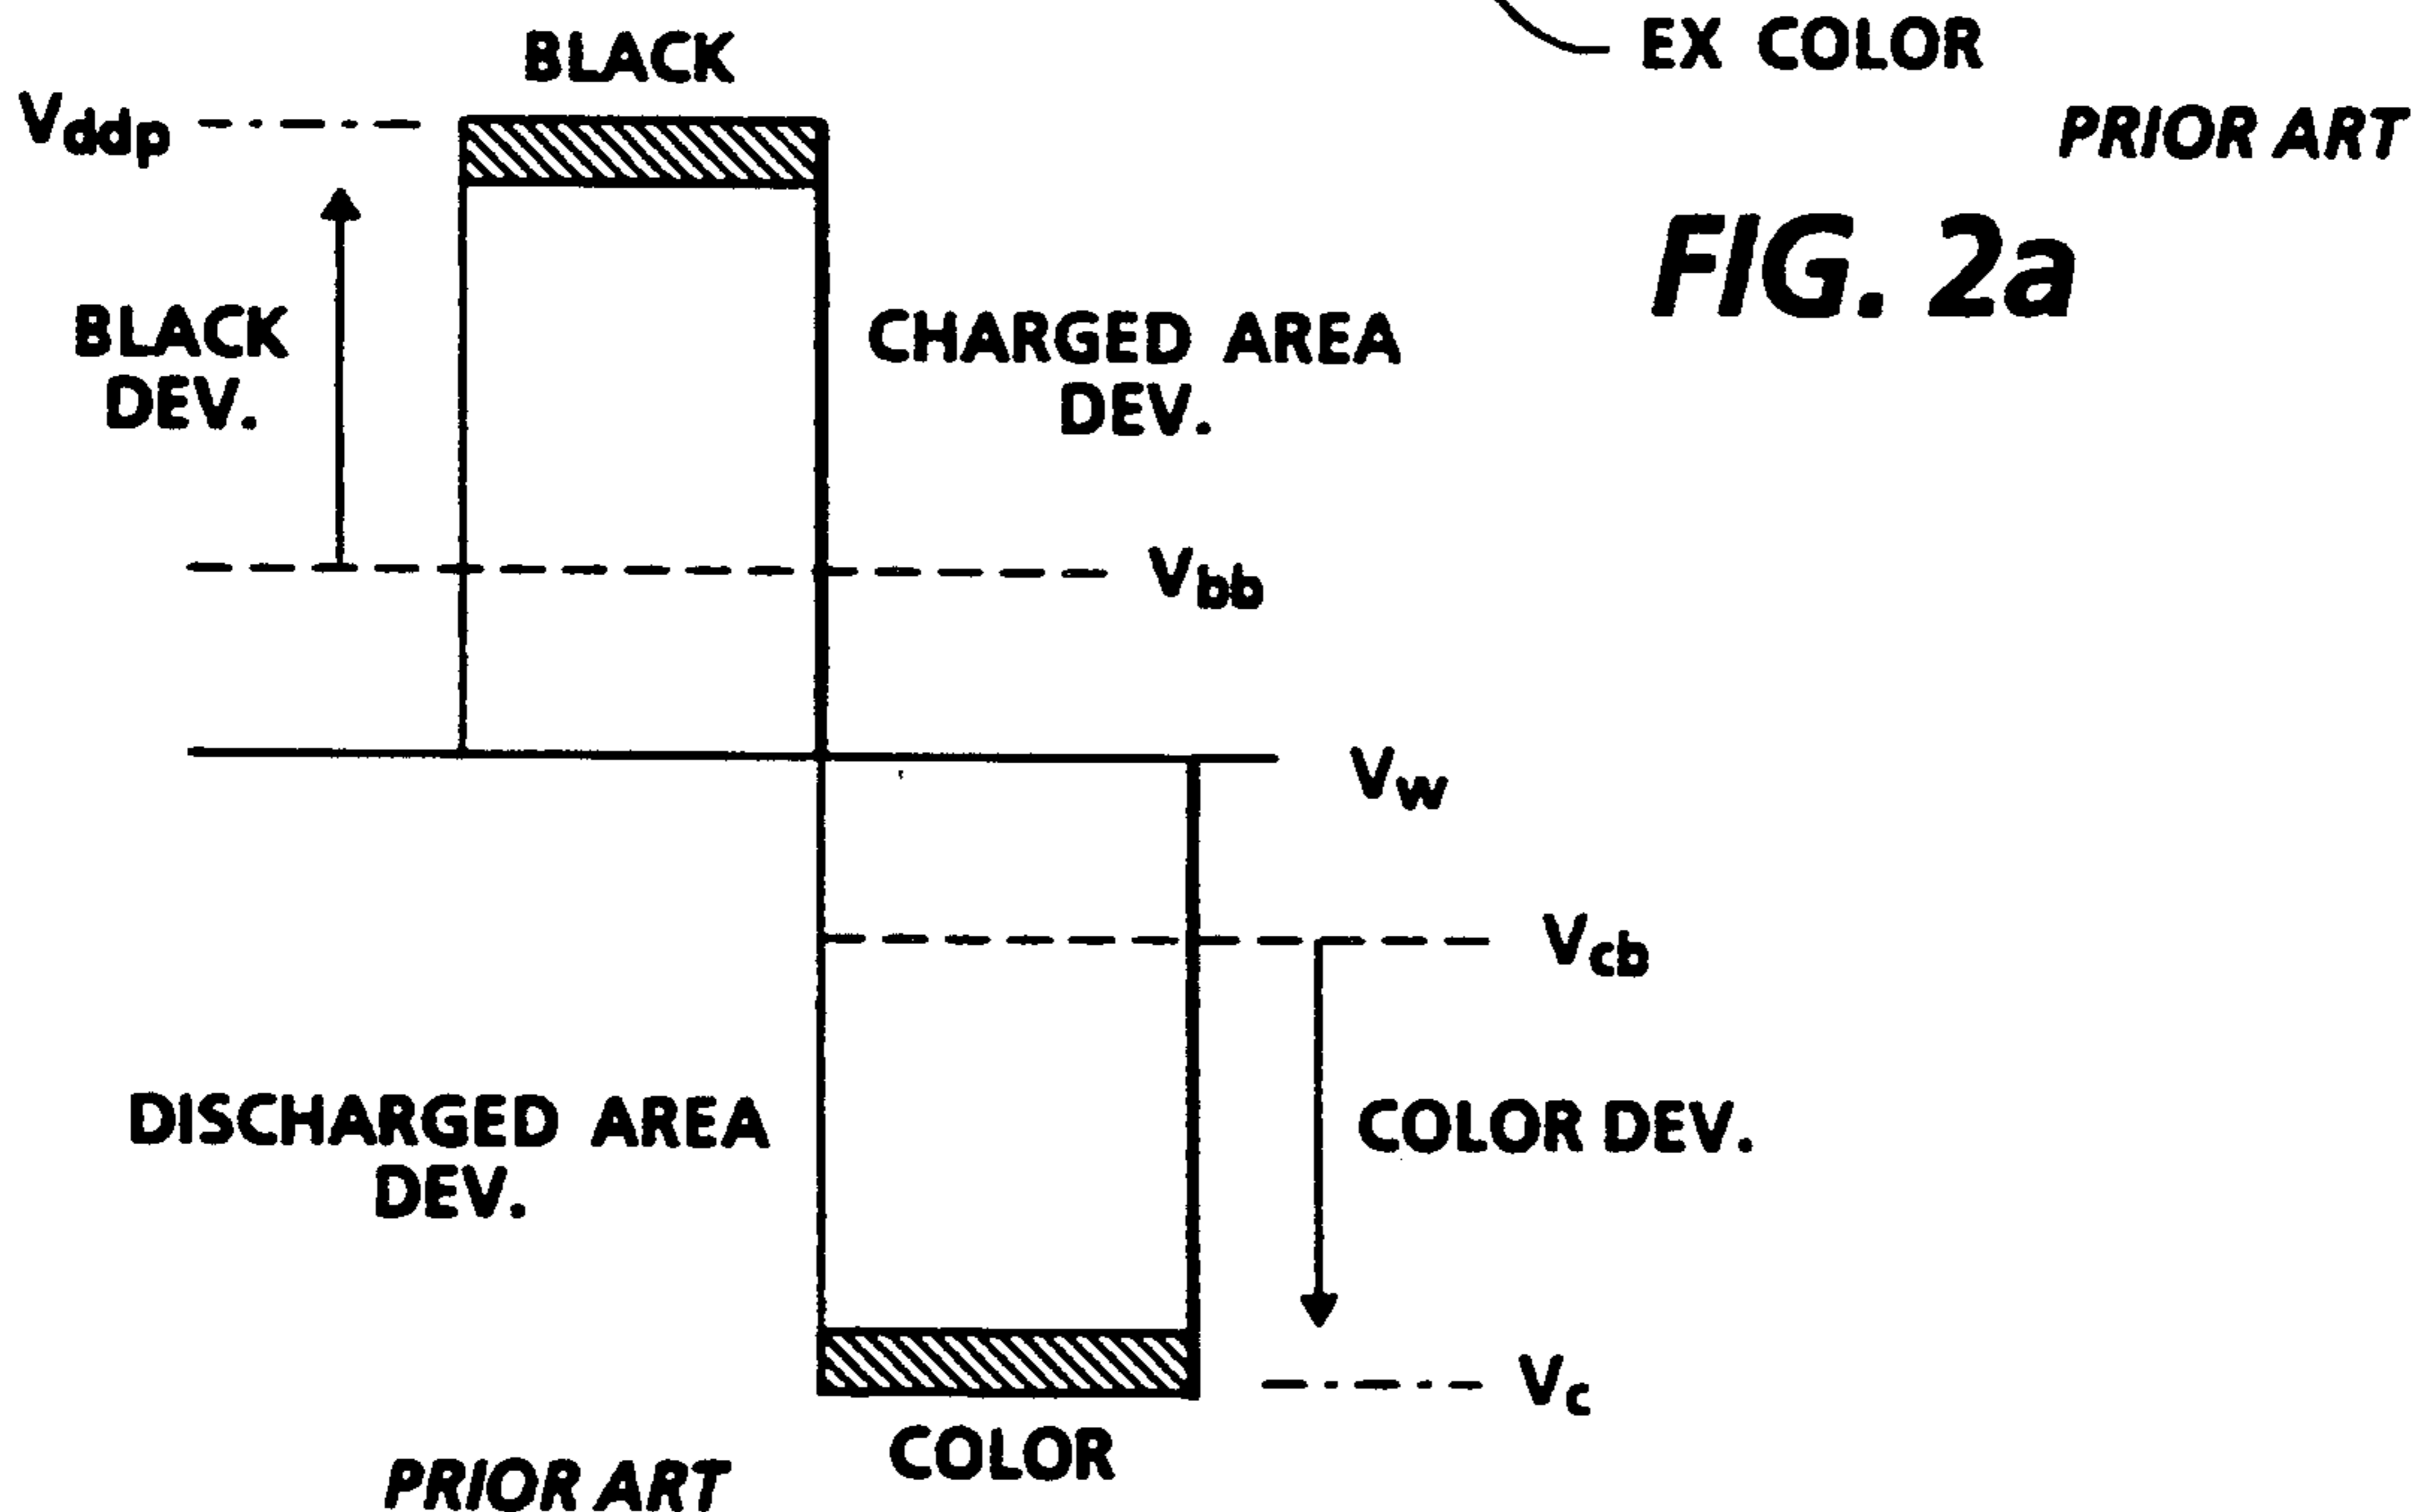 EX COLOR
PRIOR ART
FIG. 2a
BLACK
Vddp
BLACK
DEV.
CHARGED AREA
DEV.
Vbb
Vw
Vcb
DISCHARGED AREA
DEV.
COLOR DEV.
Vc
COLOR
PRIOR ART